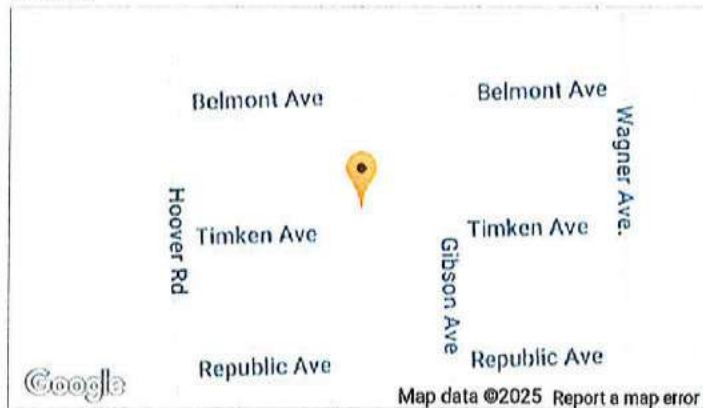 Belmont Ave
Belmont Ave
Wagner Ave.
Hoover Rd
Timken Ave
Timken Ave
Gibson Ave
Republic Ave
Republic Ave
Google
Map data ©2025 Report a map error